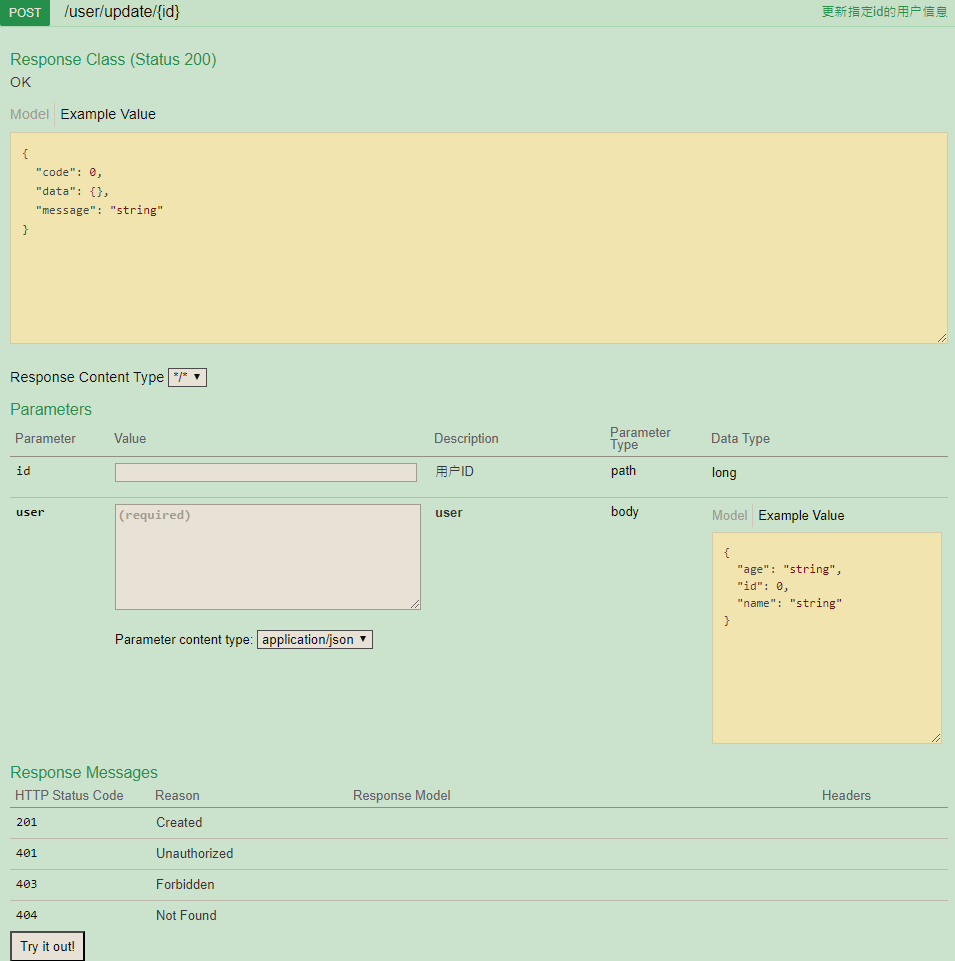 POST /user/update/{id} 更新指定id的用户信息
Response Class (Status 200)
OK
Model Example Value
{
"code": 0,
"data": {},
"message": "string"
}
Response Content Type */*
Parameters
Parameter Value Description Parameter Type Data Type
id 用户ID path long
user (required) user body Model Example Value
{
"age": "string",
"id": 0,
"name": "string"
}
Parameter content type: application/json
Response Messages
HTTP Status Code Reason Response Model Headers
201 Created
401 Unauthorized
403 Forbidden
404 Not Found
Try it out!